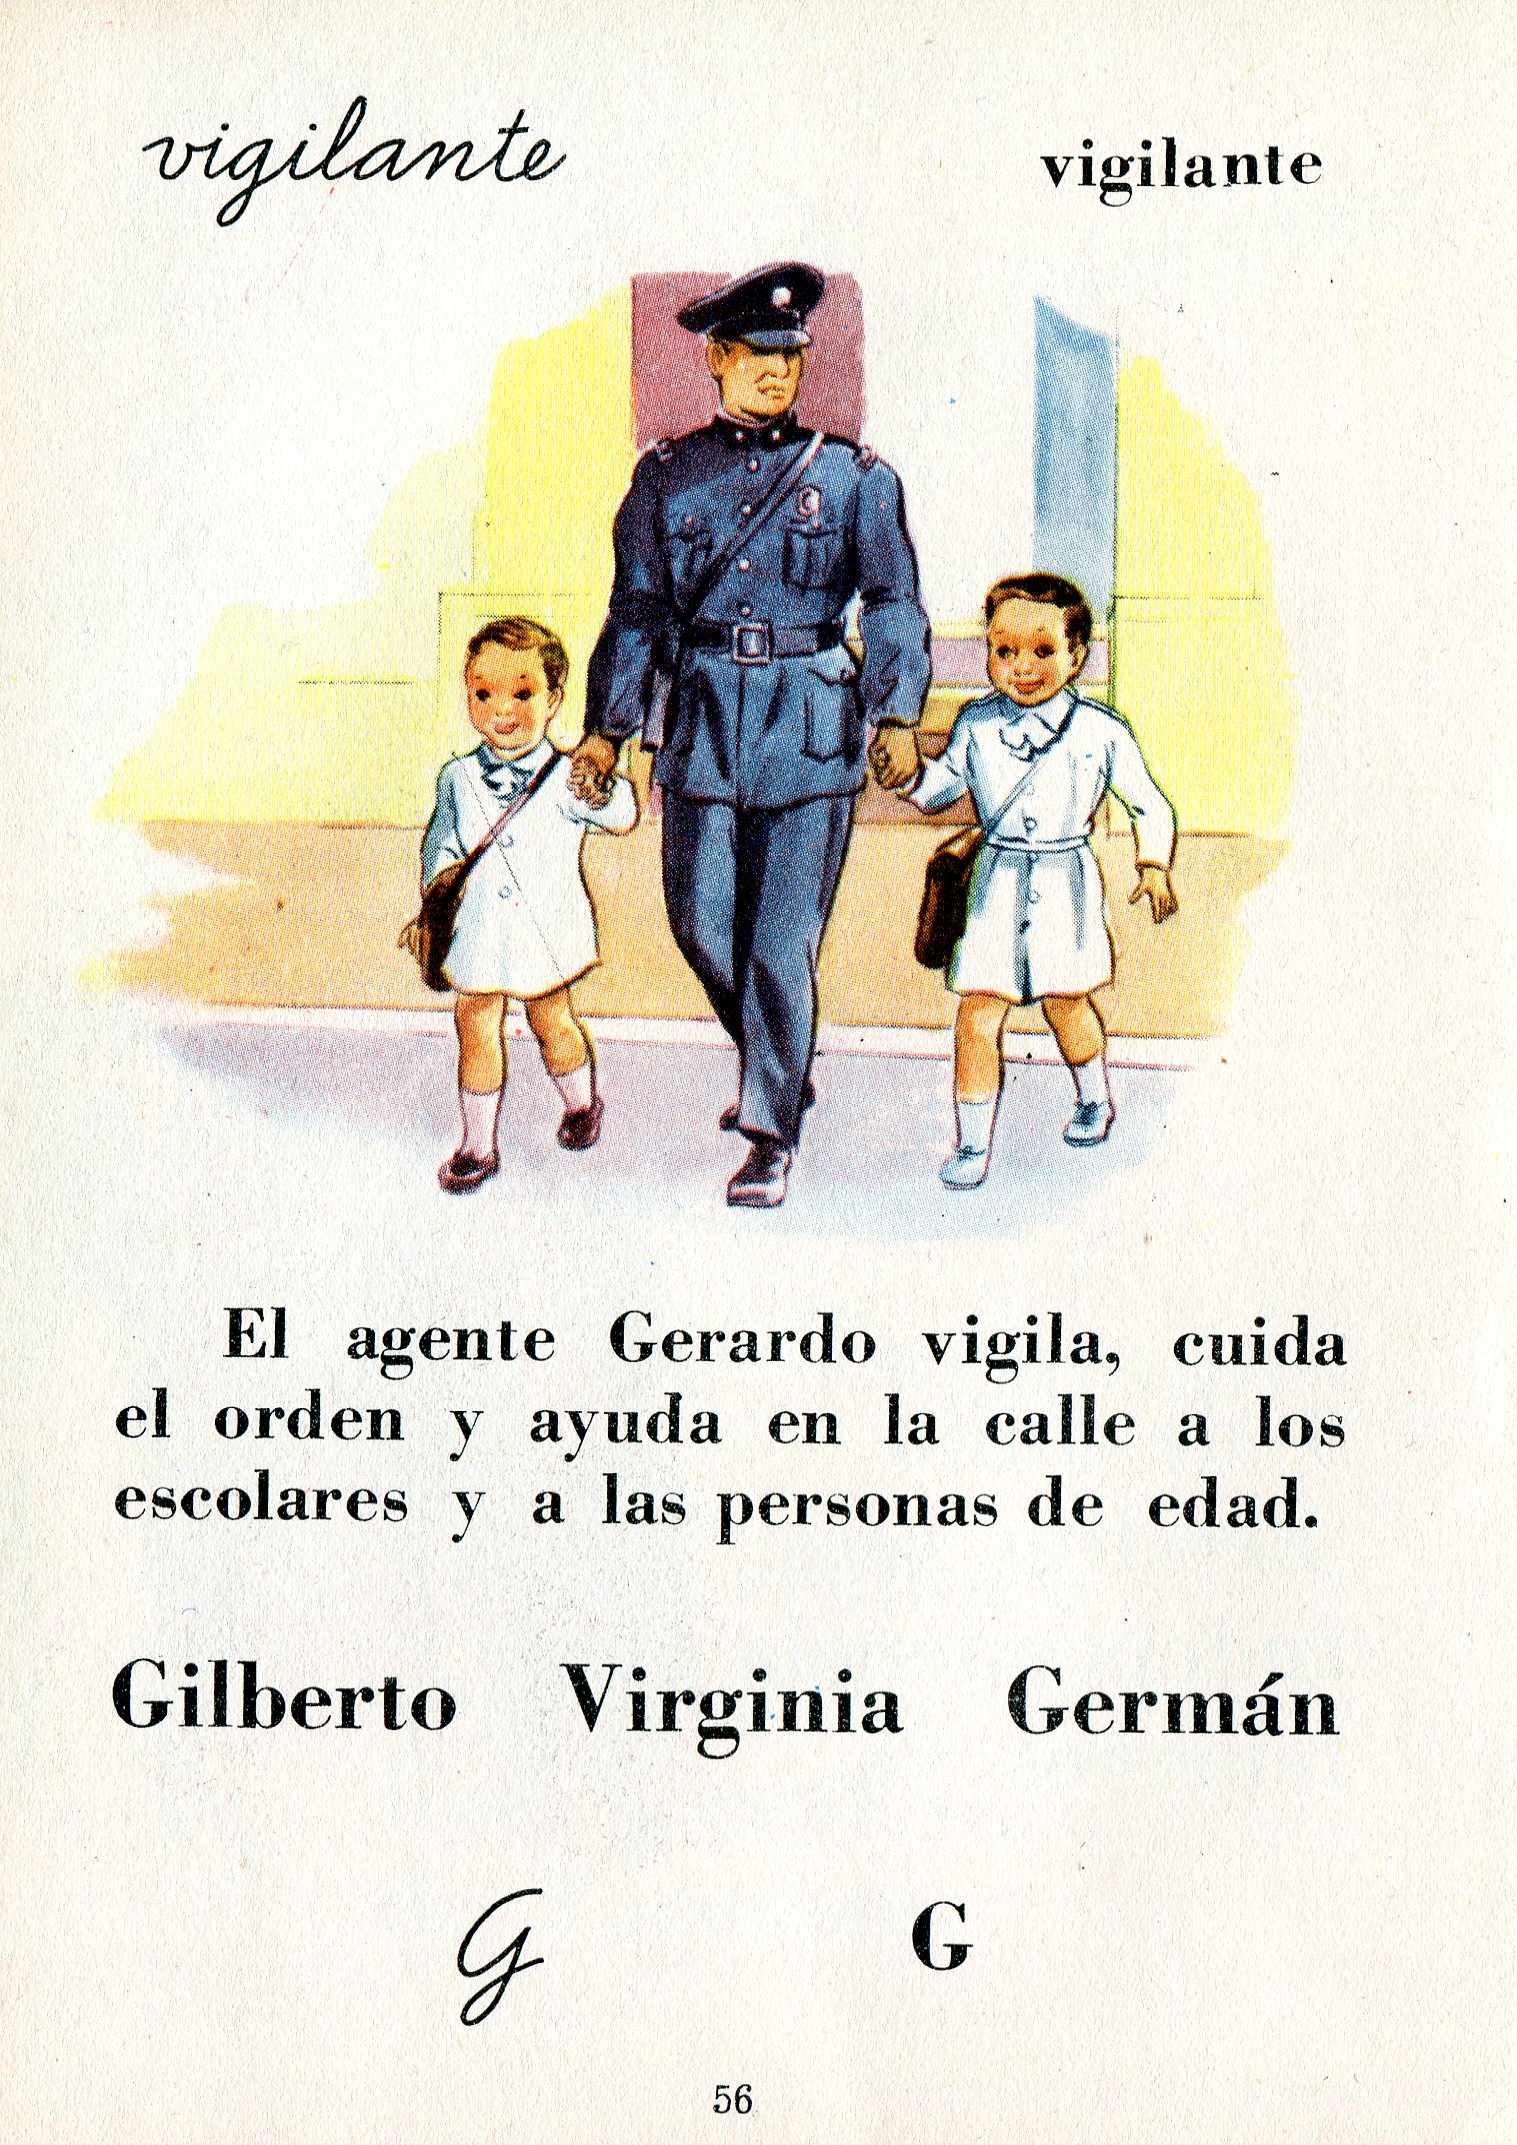 vigilante vigilante
El agente Gerardo vigila, cuida
el orden y ayuda en la calle a los
escolares y a las personas de edad.
Gilberto Virginia Germán
G G
56